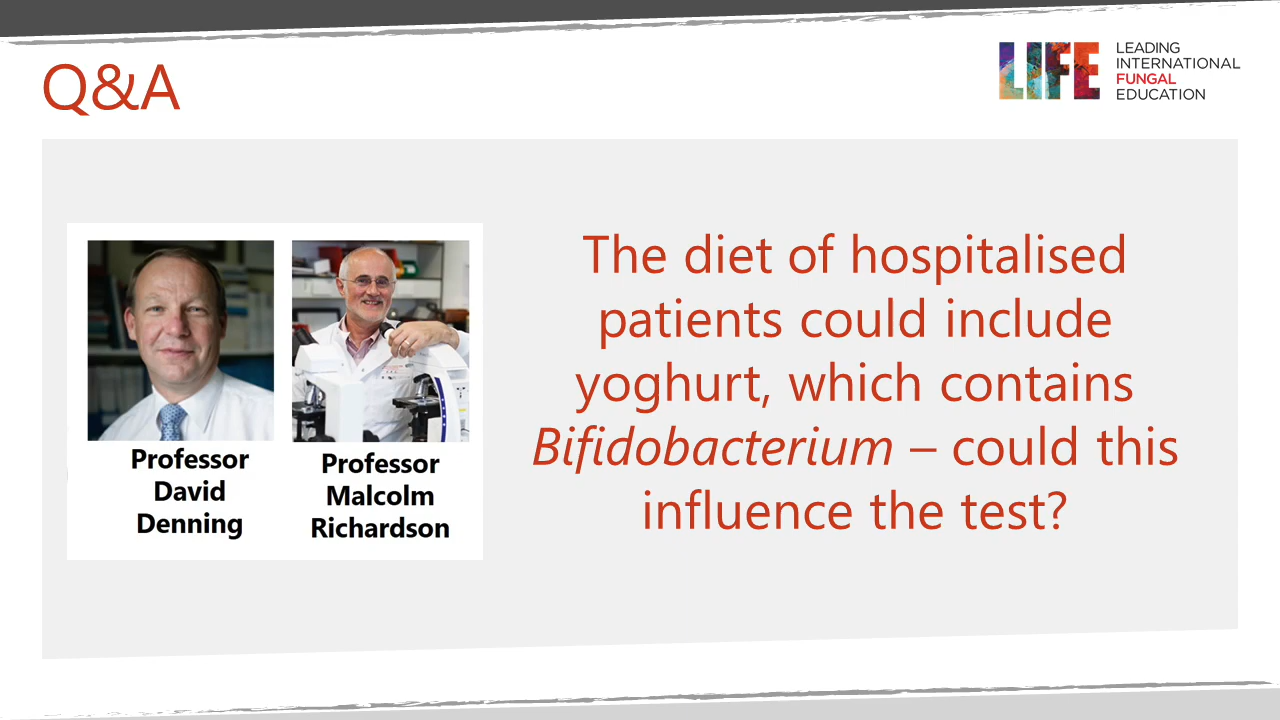 Q&A
LIFE
LEADING
INTERNATIONAL
FUNGAL
EDUCATION
Professor
David
Denning
Professor
Malcolm
Richardson
The diet of hospitalised
patients could include
yoghurt, which contains
Bifidobacterium – could this
influence the test?